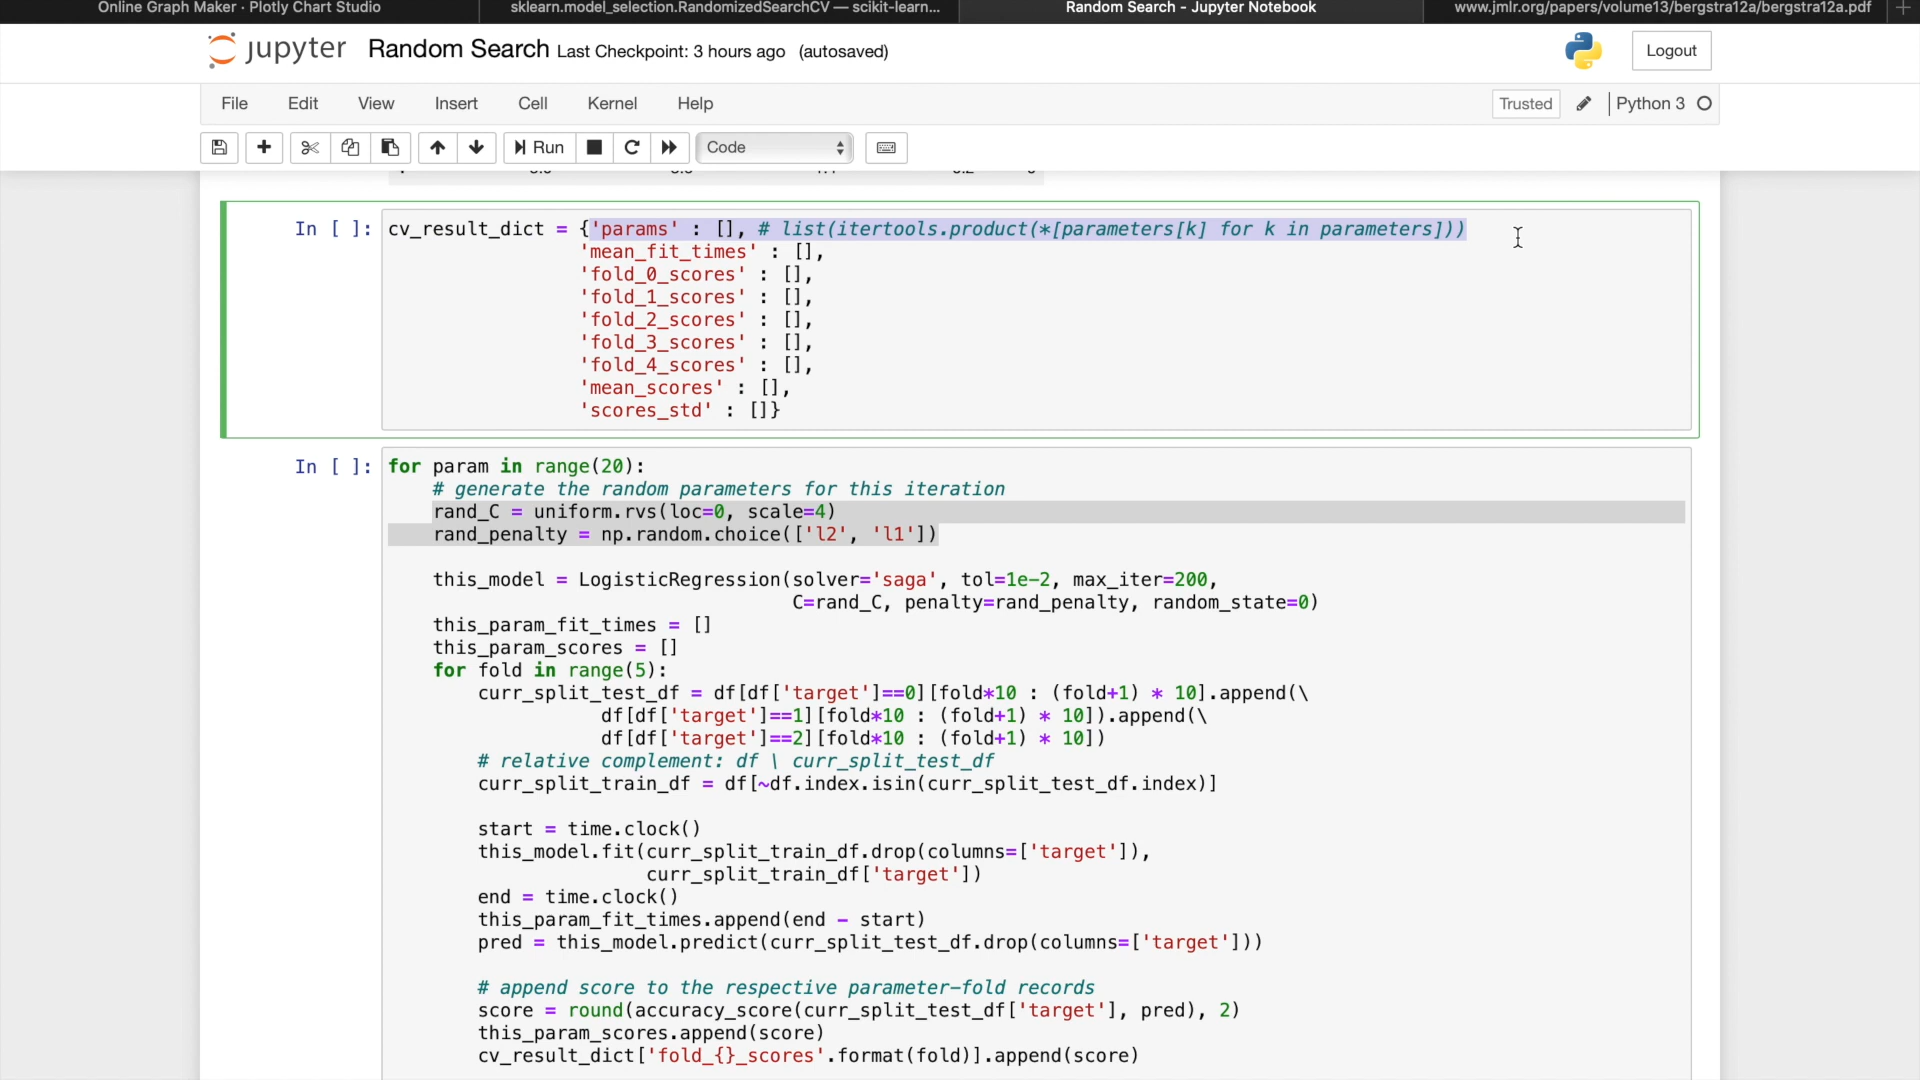 Online Graph Maker · Plotly Chart Studio
sklearn.model_selection.RandomizedSearchCV — scikit-learn...
Random Search - Jupyter Notebook
www.jmlr.org/papers/volume13/bergstra12a/bergstra12a.pdf
jupyter Random Search Last Checkpoint: 3 hours ago (autosaved)
Logout
File Edit View Insert Cell Kernel Help
Trusted Python 3
Run Code
In [ ]: cv_result_dict = {'params' : [], # list(itertools.product(*[parameters[k] for k in parameters]))
'mean_fit_times' : [],
'fold_0_scores' : [],
'fold_1_scores' : [],
'fold_2_scores' : [],
'fold_3_scores' : [],
'fold_4_scores' : [],
'mean_scores' : [],
'scores_std' : []}
In [ ]: for param in range(20):
# generate the random parameters for this iteration
rand_C = uniform.rvs(loc=0, scale=4)
rand_penalty = np.random.choice(['l2', 'l1'])
this_model = LogisticRegression(solver='saga', tol=1e-2, max_iter=200,
C=rand_C, penalty=rand_penalty, random_state=0)
this_param_fit_times = []
this_param_scores = []
for fold in range(5):
curr_split_test_df = df[df['target']==0][fold*10 : (fold+1) * 10].append(\
df[df['target']==1][fold*10 : (fold+1) * 10]).append(\
df[df['target']==2][fold*10 : (fold+1) * 10])
# relative complement: df \ curr_split_test_df
curr_split_train_df = df[~df.index.isin(curr_split_test_df.index)]
start = time.clock()
this_model.fit(curr_split_train_df.drop(columns=['target']),
curr_split_train_df['target'])
end = time.clock()
this_param_fit_times.append(end - start)
pred = this_model.predict(curr_split_test_df.drop(columns=['target']))
# append score to the respective parameter-fold records
score = round(accuracy_score(curr_split_test_df['target'], pred), 2)
this_param_scores.append(score)
cv_result_dict['fold_{}_scores'.format(fold)].append(score)